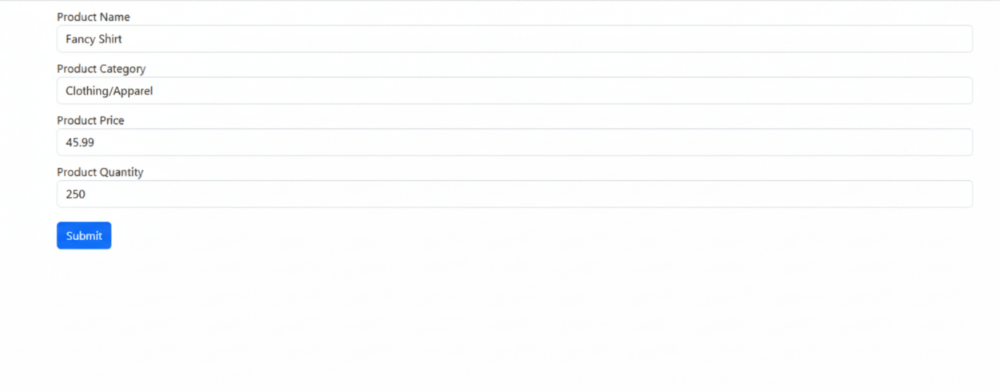 Product Name
Fancy Shirt
Product Category
Clothing/Apparel
Product Price
45.99
Product Quantity
250
Submit